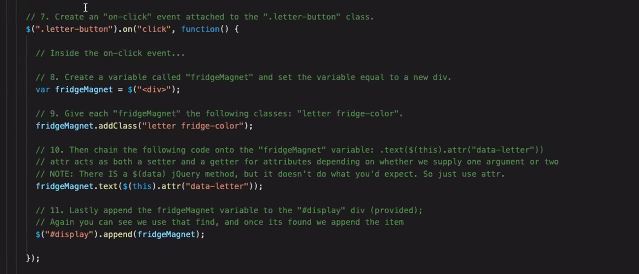 // 7. Create an "on-click" event attached to the ".letter-button" class.
$(".letter-button").on("click", function() {
// Inside the on-click event...
// 8. Create a variable called "fridgeMagnet" and set the variable equal to a new div.
var fridgeMagnet = $("<div>");
// 9. Give each "fridgeMagnet" the following classes: "letter fridge-color".
fridgeMagnet.addClass("letter fridge-color");
// 10. Then chain the following code onto the "fridgeMagnet" variable: .text($(this).attr("data-letter"))
// attr acts as both a setter and a getter for attributes depending on whether we supply one argument or two
// NOTE: There IS a $(data) jQuery method, but it doesn't do what you'd expect. So just use attr.
fridgeMagnet.text($(this).attr("data-letter"));
// 11. Lastly append the fridgeMagnet variable to the "#display" div (provided);
// Again you can see we use that find, and once its found we append the item
$("#display").append(fridgeMagnet);
});